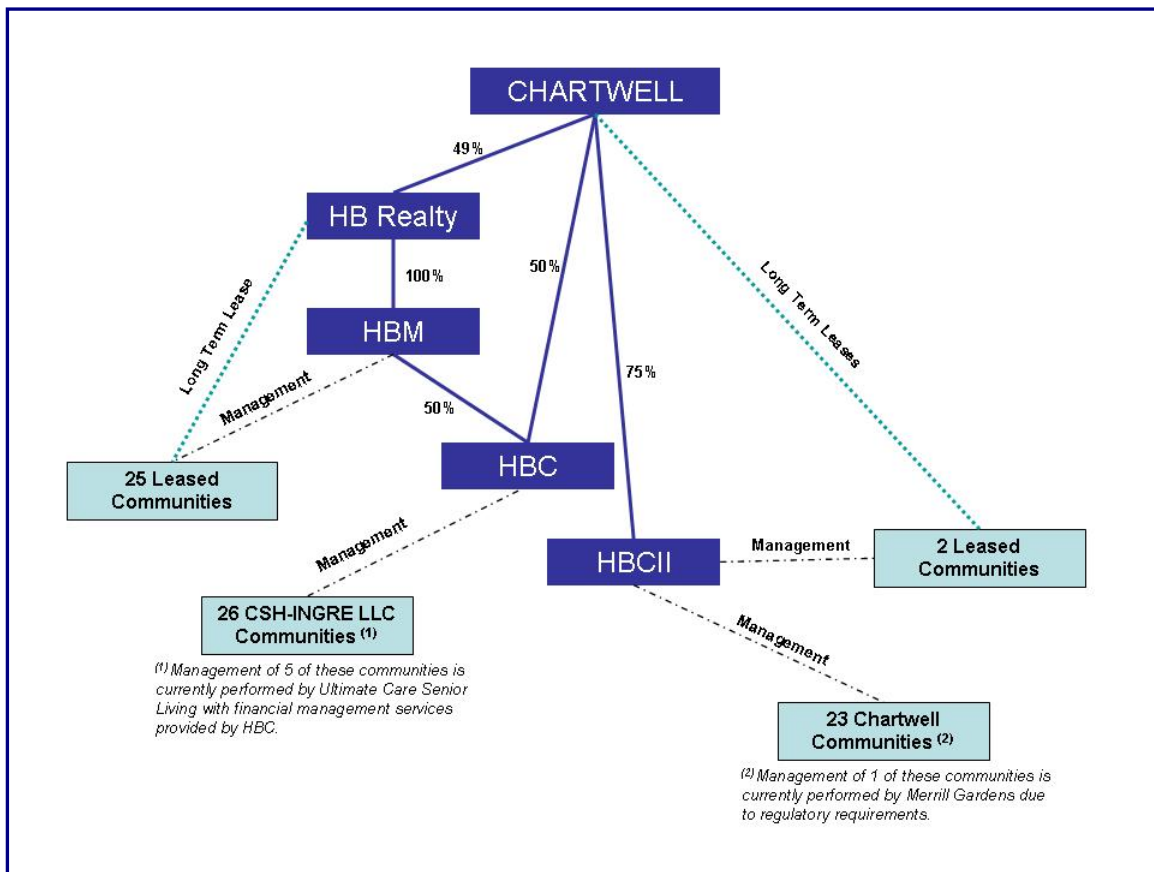 CHARTWELL
49%
HB Realty
100%
50%
Long Term Lease
Long Term Leases
HBM
Management
75%
50%
HBC
25 Leased
Communities
Management
HBCII
Management
2 Leased
Communities
26 CSH-INGRE LLC
Communities (1)
Management
(1) Management of 5 of these communities is
currently performed by Ultimate Care Senior
Living with financial management services
provided by HBC.
23 Chartwell
Communities (2)
(2) Management of 1 of these communities is
currently performed by Merrill Gardens due
to regulatory requirements.